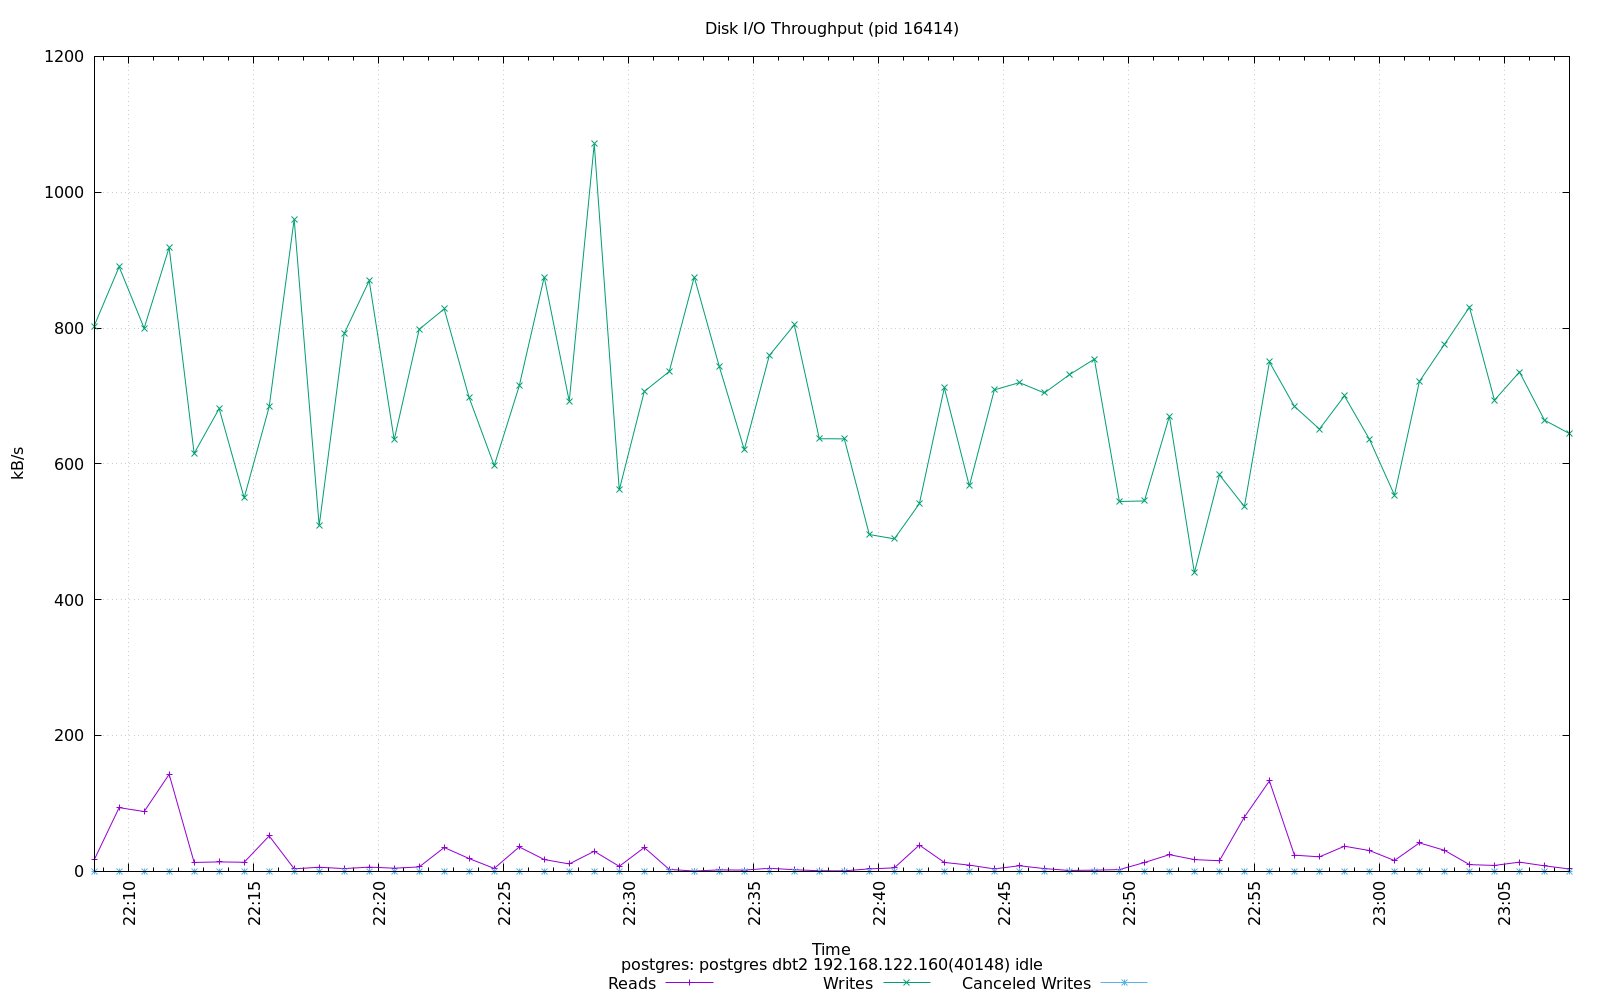 Disk I/O Throughput (pid 16414)
1200
1000
800
600
400
200
0
kB/s
22:10 22:15 22:20 22:25 22:30 22:35 22:40 22:45 22:50 22:55 23:00 23:05
Time
postgres: postgres dbt2 192.168.122.160(40148) idle
Reads Writes Canceled Writes